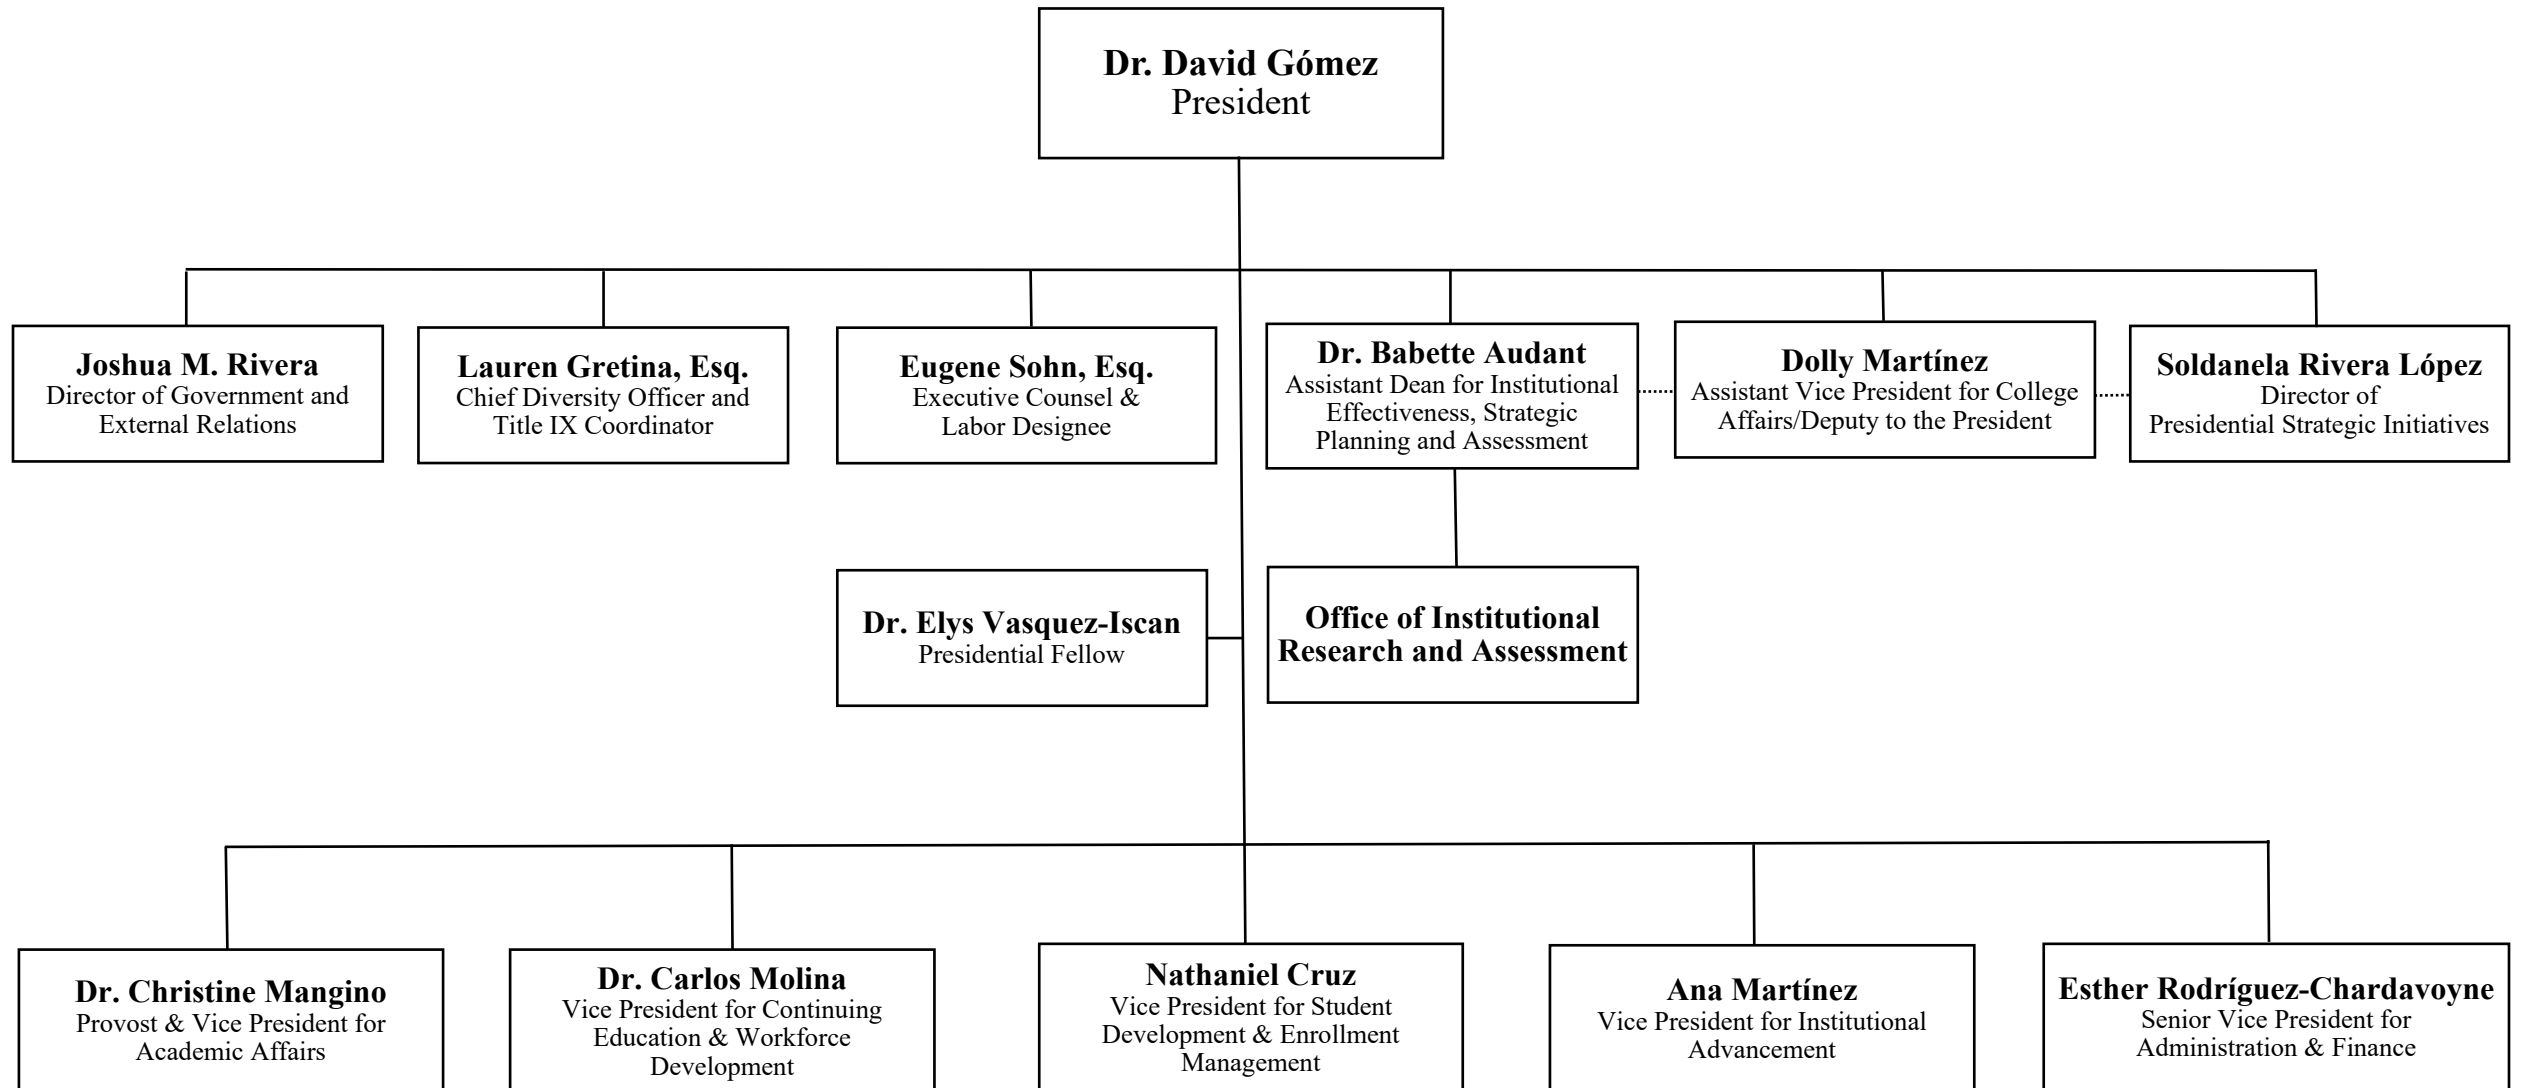 Dr. David Gómez
President
Joshua M. Rivera
Director of Government and
External Relations
Lauren Gretina, Esq.
Chief Diversity Officer and
Title IX Coordinator
Eugene Sohn, Esq.
Executive Counsel &
Labor Designee
Dr. Babette Audant
Assistant Dean for Institutional
Effectiveness, Strategic
Planning and Assessment
Dolly Martínez
Assistant Vice President for College
Affairs/Deputy to the President
Soldanela Rivera López
Director of
Presidential Strategic Initiatives
Dr. Elys Vasquez-Iscan
Presidential Fellow
Office of Institutional
Research and Assessment
Dr. Christine Mangino
Provost & Vice President for
Academic Affairs
Dr. Carlos Molina
Vice President for Continuing
Education & Workforce
Development
Nathaniel Cruz
Vice President for Student
Development & Enrollment
Management
Ana Martínez
Vice President for Institutional
Advancement
Esther Rodríguez-Chardavoyne
Senior Vice President for
Administration & Finance